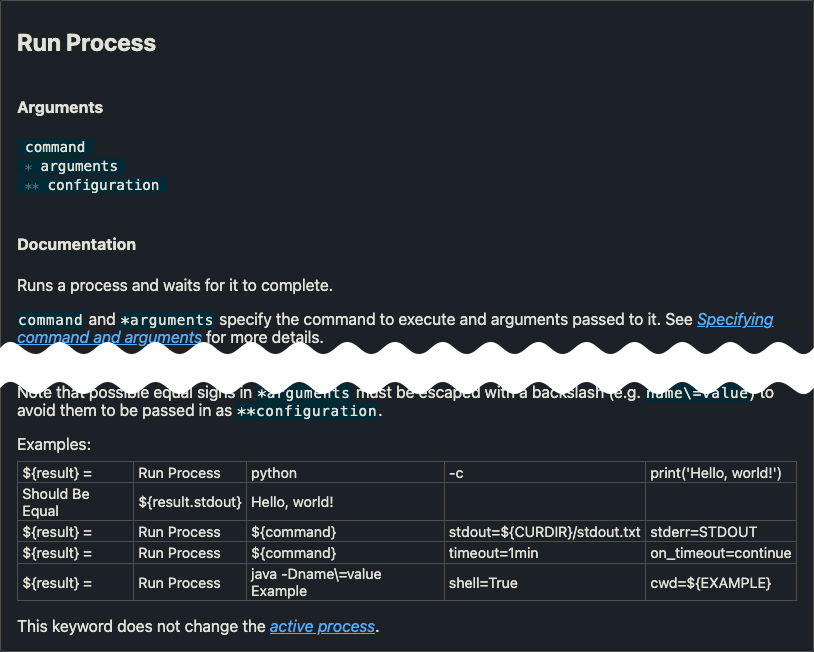 Run Process
Arguments
command
* arguments
** configuration
Documentation
Runs a process and waits for it to complete.
command and *arguments specify the command to execute and arguments passed to it. See Specifying
command and arguments for more details.
Note that possible equal signs in *arguments must be escaped with a backslash (e.g. name\=value) to
avoid them to be passed in as **configuration.
Examples:
${result} = Run Process python -c print('Hello, world!')
Should Be
Equal ${result.stdout} Hello, world!
${result} = Run Process ${command} stdout=${CURDIR}/stdout.txt stderr=STDOUT
${result} = Run Process ${command} timeout=1min on_timeout=continue
${result} = Run Process java -Dname\=value
Example shell=True cwd=${EXAMPLE}
This keyword does not change the active process.